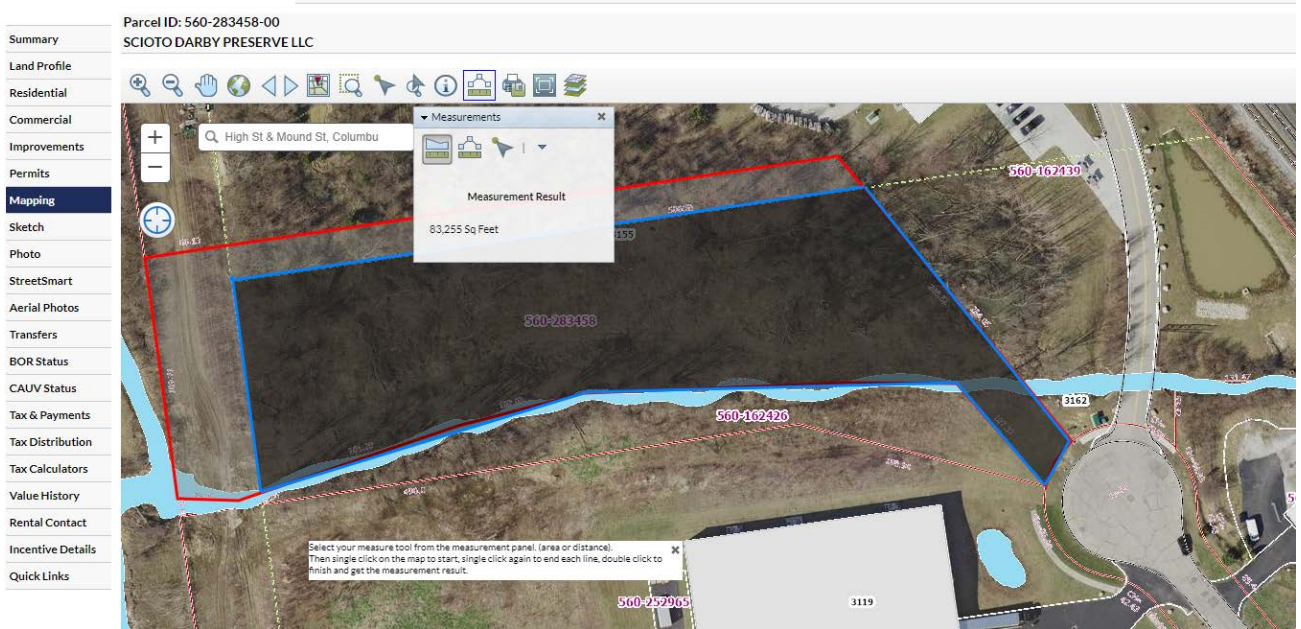 Parcel ID: 560-283458-00
SCIOTO DARBY PRESERVE LLC
Summary
Land Profile
Residential
Commercial
Improvements
Permits
Mapping
Sketch
Photo
StreetSmart
Aerial Photos
Transfers
BOR Status
CAUV Status
Tax & Payments
Tax Distribution
Tax Calculators
Value History
Rental Contact
Incentive Details
Quick Links
+
−
High St & Mound St, Columbu
Measurements
Measurement Result
83,255 Sq Feet
155
560-162439
560-283458
3162
560-162426
Select your measure tool from the measurement panel. (area or distance).
Then single click on the map to start, single click again to end each line, double click to
finish and get the measurement result.
560-252965
3119